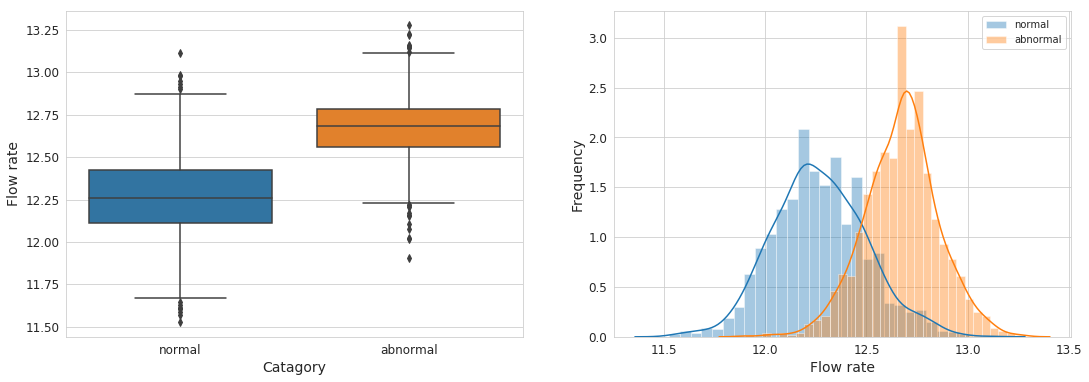 Flow rate
13.25
13.00
12.75
12.50
12.25
12.00
11.75
11.50
normal
abnormal
Catagory
Frequency
3.0
2.5
2.0
1.5
1.0
0.5
0.0
11.5
12.0
12.5
13.0
13.5
Flow rate
normal
abnormal